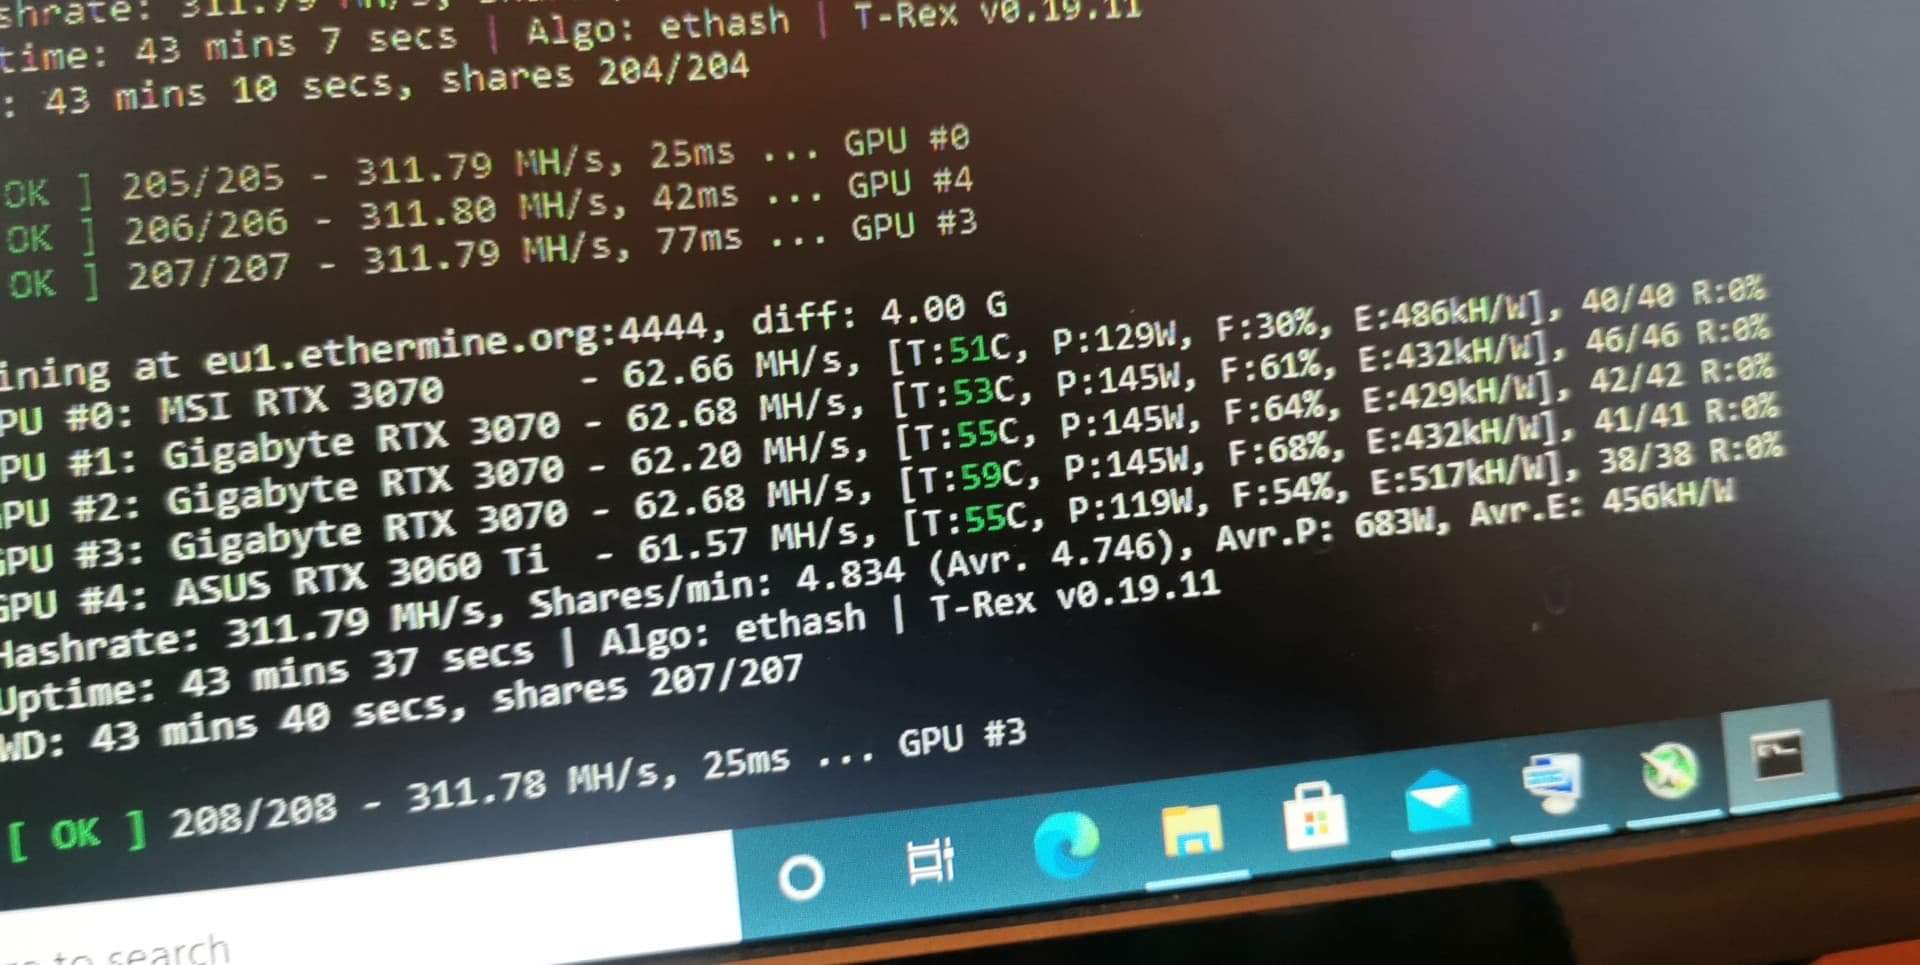 shrate: 311.79 MH/s,
time: 43 mins 7 secs | Algo: ethash | T-Rex v0.19.11
: 43 mins 10 secs, shares 204/204
OK ] 205/205 - 311.79 MH/s, 25ms ... GPU #0
OK ] 206/206 - 311.80 MH/s, 42ms ... GPU #4
OK ] 207/207 - 311.79 MH/s, 77ms ... GPU #3
ining at eu1.ethermine.org:4444, diff: 4.00 G
PU #0: MSI RTX 3070 - 62.66 MH/s, [T:51C, P:129W, F:30%, E:486kH/W], 40/40 R:0%
PU #1: Gigabyte RTX 3070 - 62.68 MH/s, [T:53C, P:145W, F:61%, E:432kH/W], 46/46 R:0%
GPU #2: Gigabyte RTX 3070 - 62.20 MH/s, [T:55C, P:145W, F:64%, E:429kH/W], 42/42 R:0%
GPU #3: Gigabyte RTX 3070 - 62.68 MH/s, [T:59C, P:145W, F:68%, E:432kH/W], 41/41 R:0%
GPU #4: ASUS RTX 3060 Ti - 61.57 MH/s, [T:55C, P:119W, F:54%, E:517kH/W], 38/38 R:0%
Hashrate: 311.79 MH/s, Shares/min: 4.834 (Avr. 4.746), Avr.P: 683W, Avr.E: 456kH/W
Uptime: 43 mins 37 secs | Algo: ethash | T-Rex v0.19.11
WD: 43 mins 40 secs, shares 207/207
[ OK ] 208/208 - 311.78 MH/s, 25ms ... GPU #3
to search